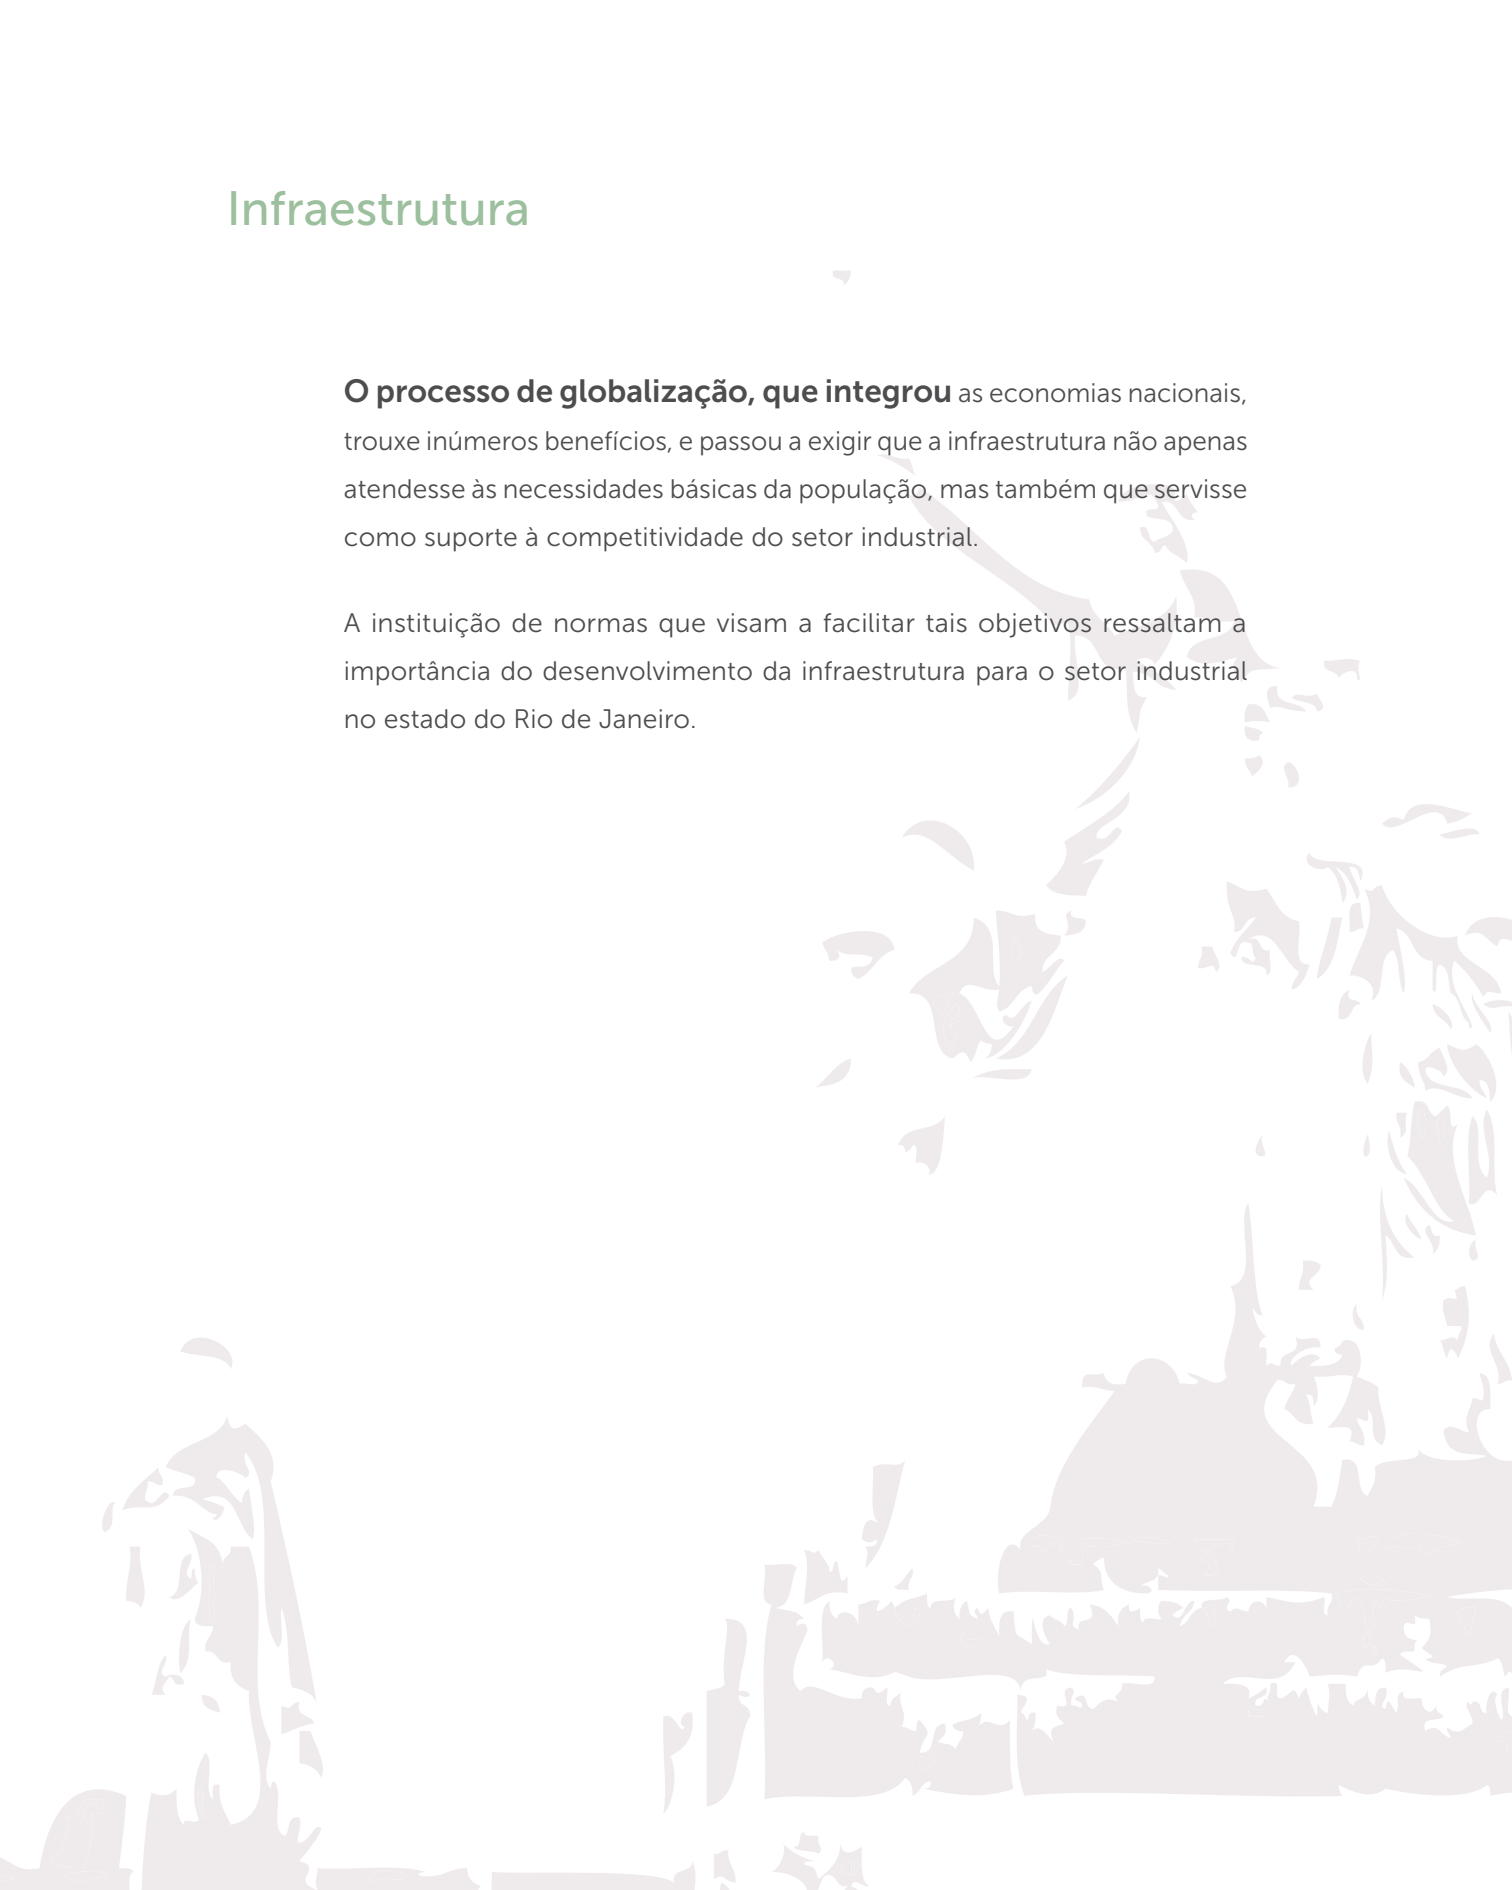 Infraestrutura
O processo de globalização, que integrou as economias nacionais,
trouxe inúmeros benefícios, e passou a exigir que a infraestrutura não apenas
atendesse às necessidades básicas da população, mas também que servisse
como suporte à competitividade do setor industrial.
A instituição de normas que visam a facilitar tais objetivos ressaltam a
importância do desenvolvimento da infraestrutura para o setor industrial
no estado do Rio de Janeiro.